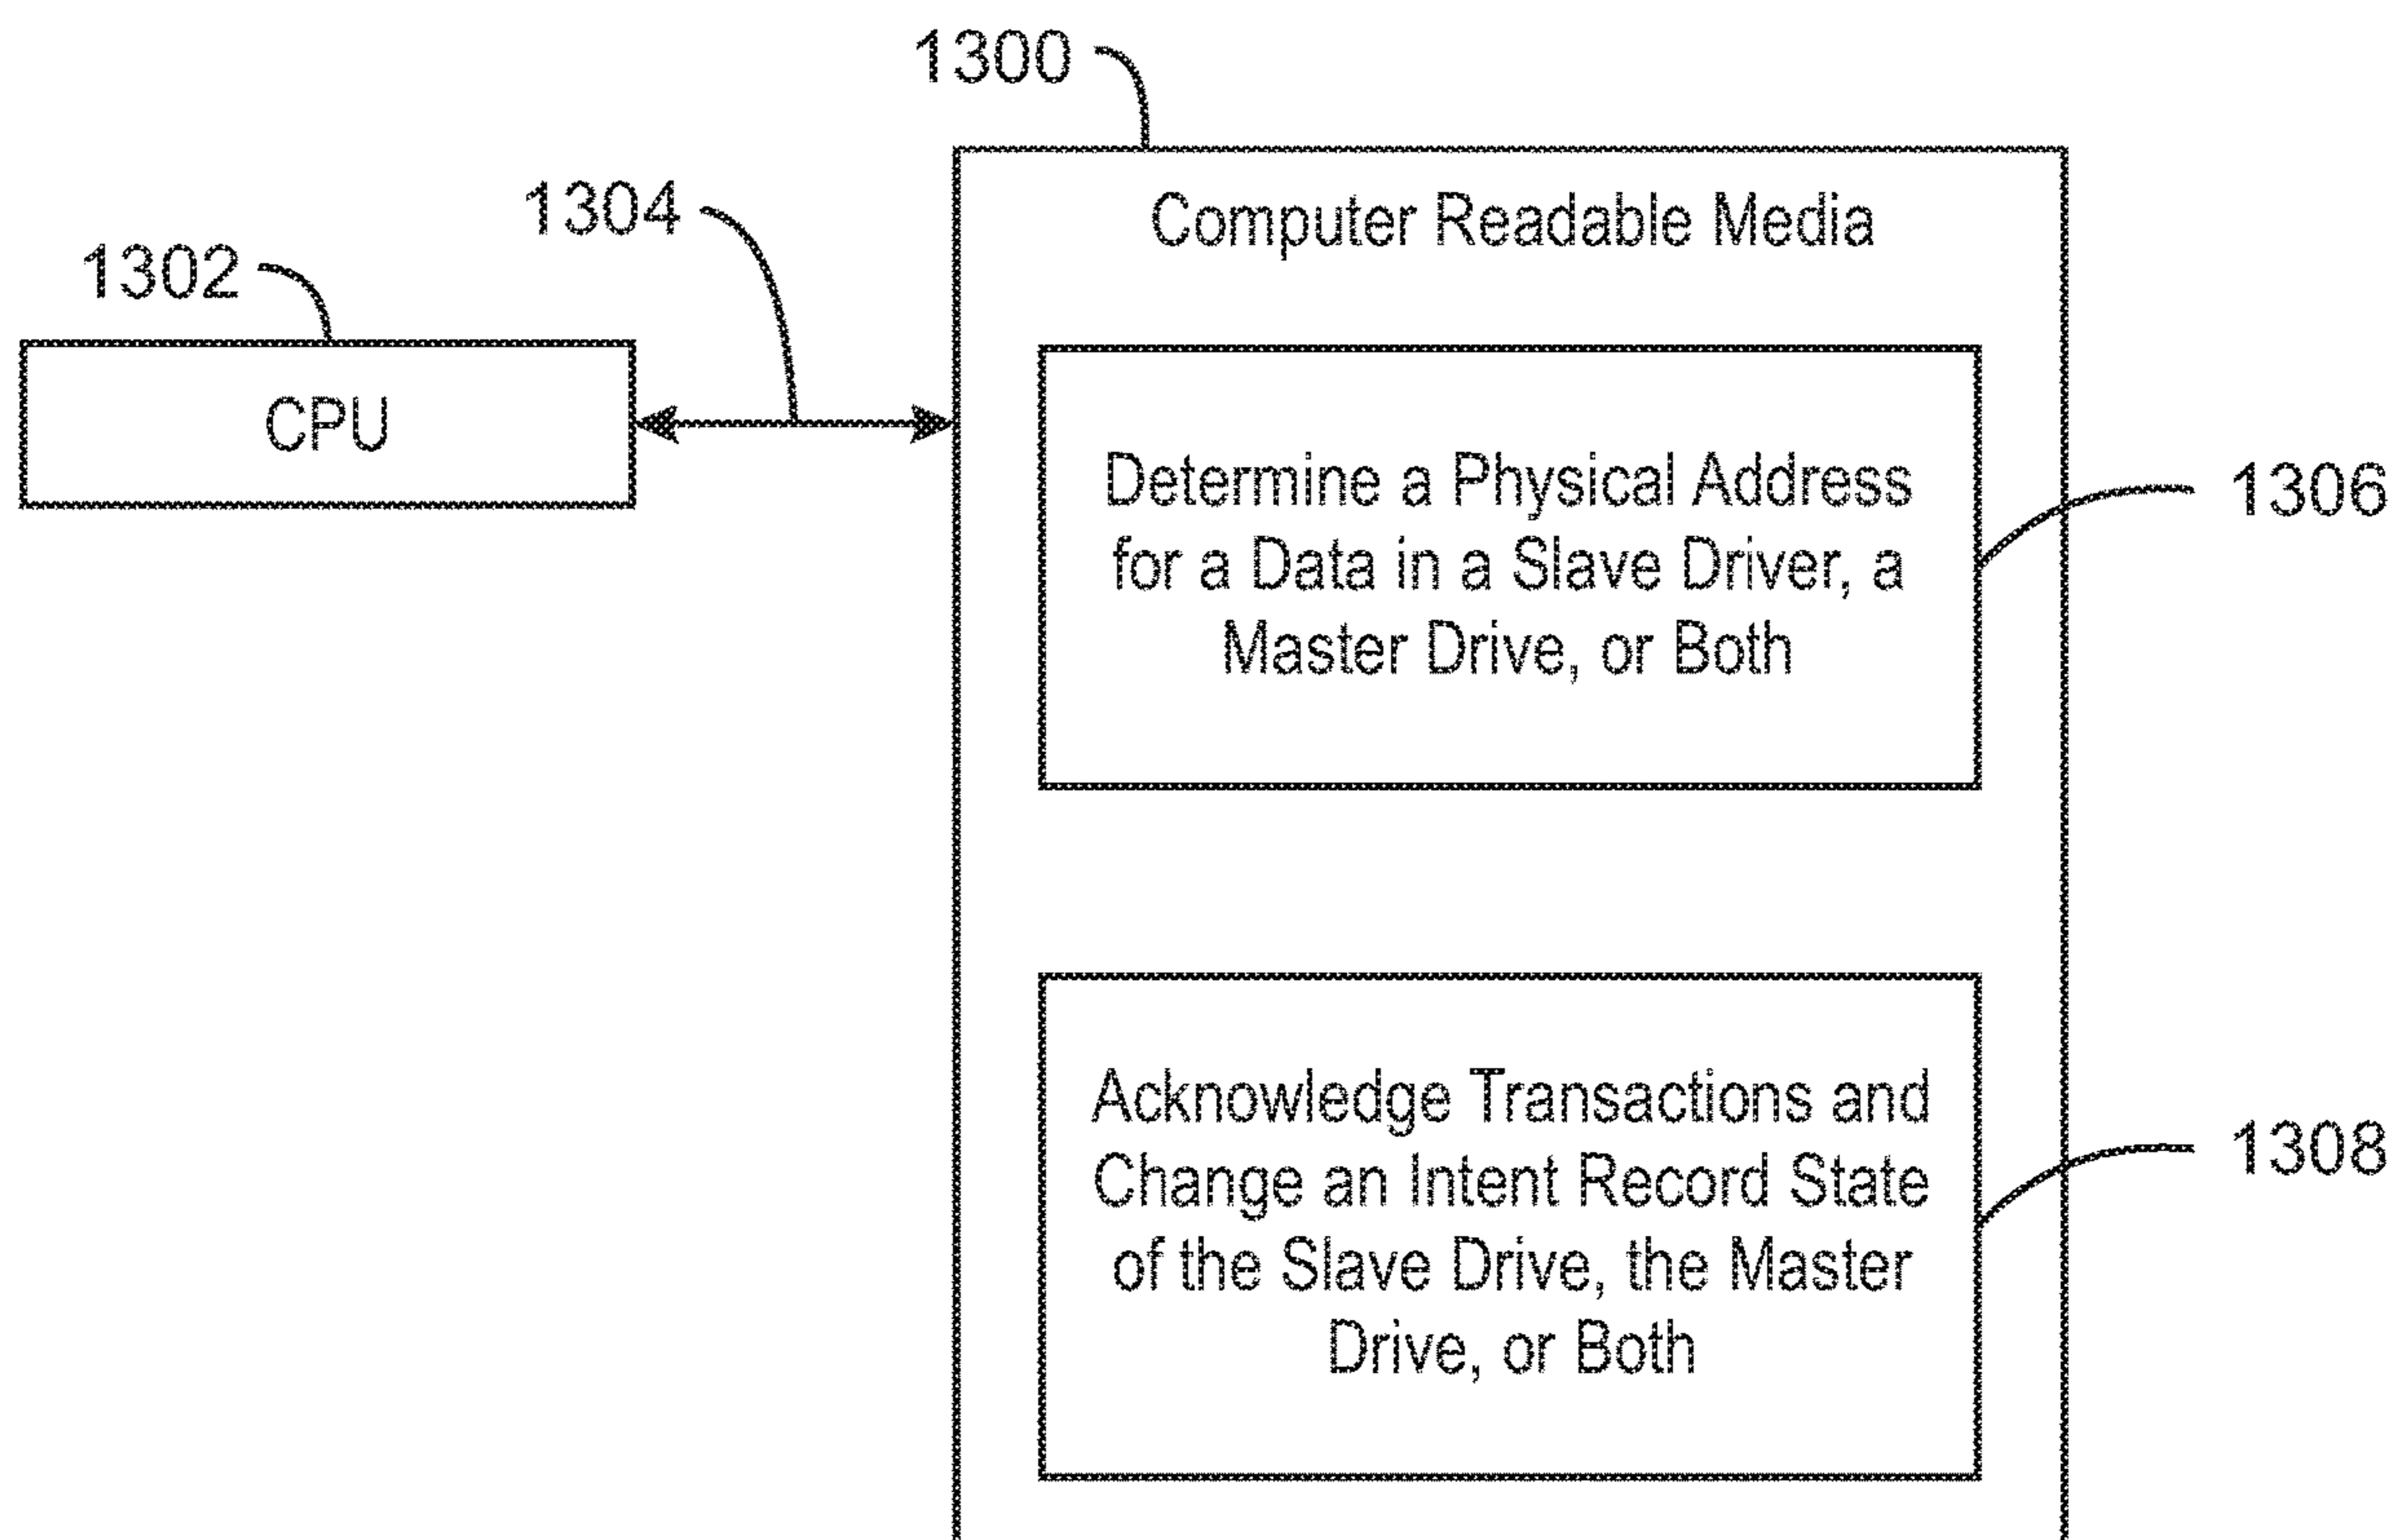 1300
1304
1302
Computer Readable Media
CPU
Determine a Physical Address
for a Data in a Slave Driver, a
Master Drive, or Both
1306
Acknowledge Transactions and
Change an Intent Record State
of the Slave Drive, the Master
Drive, or Both
1308